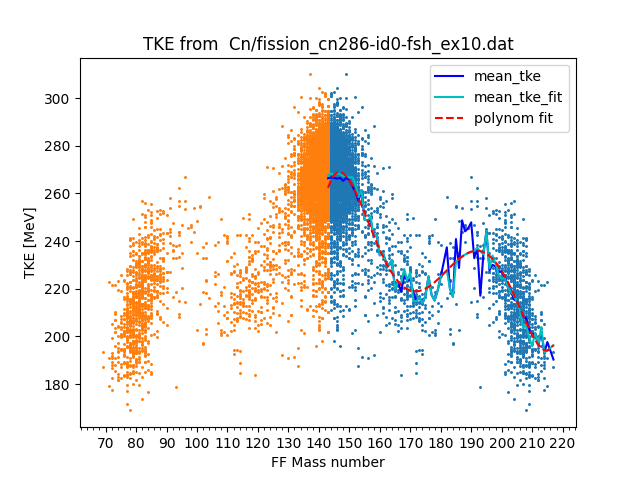 TKE from  Cn/fission_cn286-id0-fsh_ex10.dat
mean_tke
mean_tke_fit
polynom fit
TKE [MeV]
300
280
260
240
220
200
180
70 80 90 100 110 120 130 140 150 160 170 180 190 200 210 220
FF Mass number